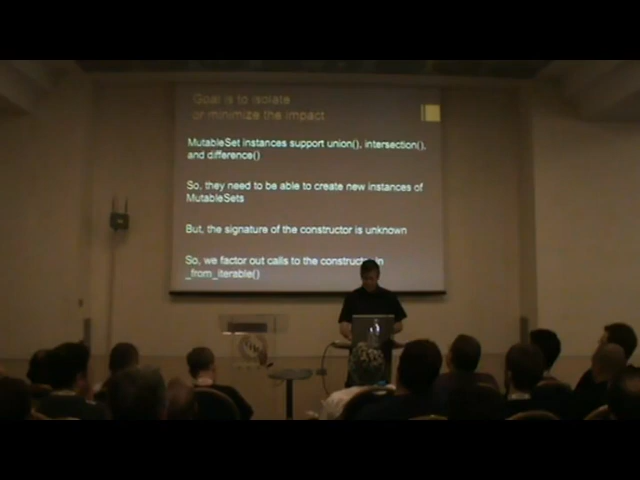 Goal is to isolate
or minimize the impact
MutableSet instances support union(), intersection(),
and difference()
So, they need to be able to create new instances of
MutableSets
But, the signature of the constructor is unknown
So, we factor out calls to the constructor in
_from_iterable()